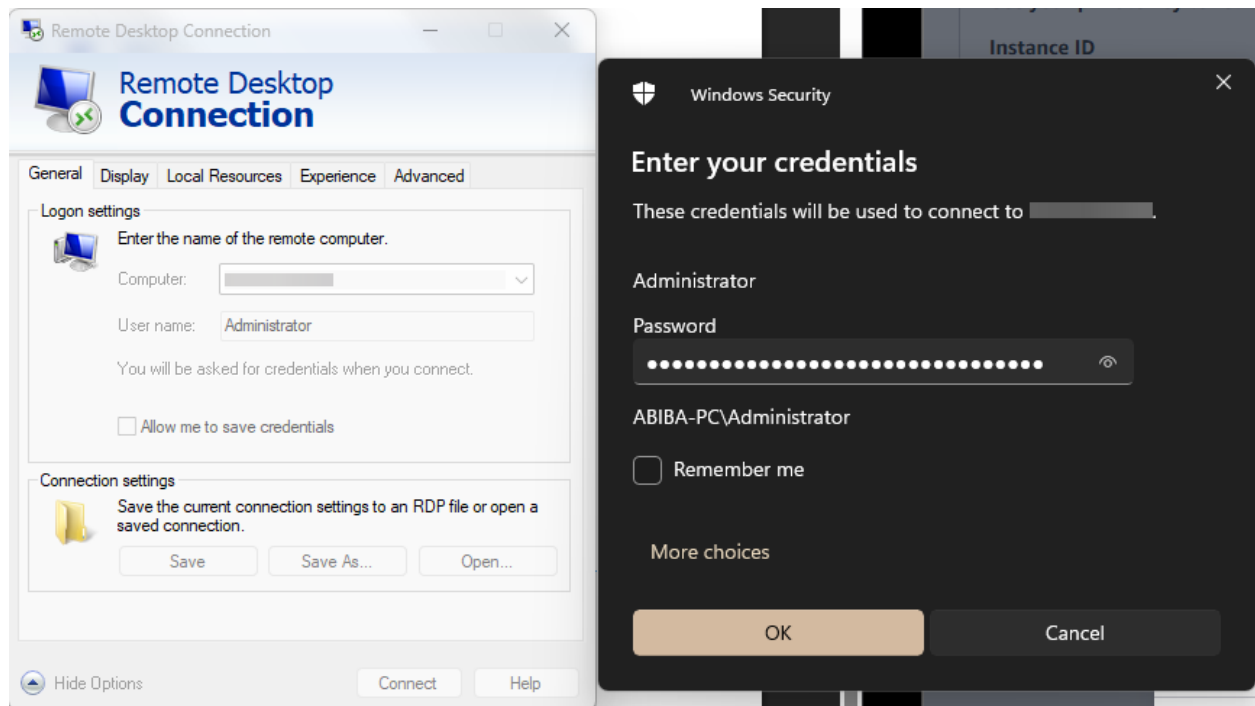 Remote Desktop Connection
Remote Desktop
Connection
General Display Local Resources Experience Advanced
Logon settings
Enter the name of the remote computer.
Computer:
User name: Administrator
You will be asked for credentials when you connect.
Allow me to save credentials
Connection settings
Save the current connection settings to an RDP file or open a
saved connection.
Save Save As... Open...
Hide Options Connect Help
Instance ID
Windows Security
Enter your credentials
These credentials will be used to connect to .
Administrator
Password
ABIBA-PC\Administrator
Remember me
More choices
OK Cancel